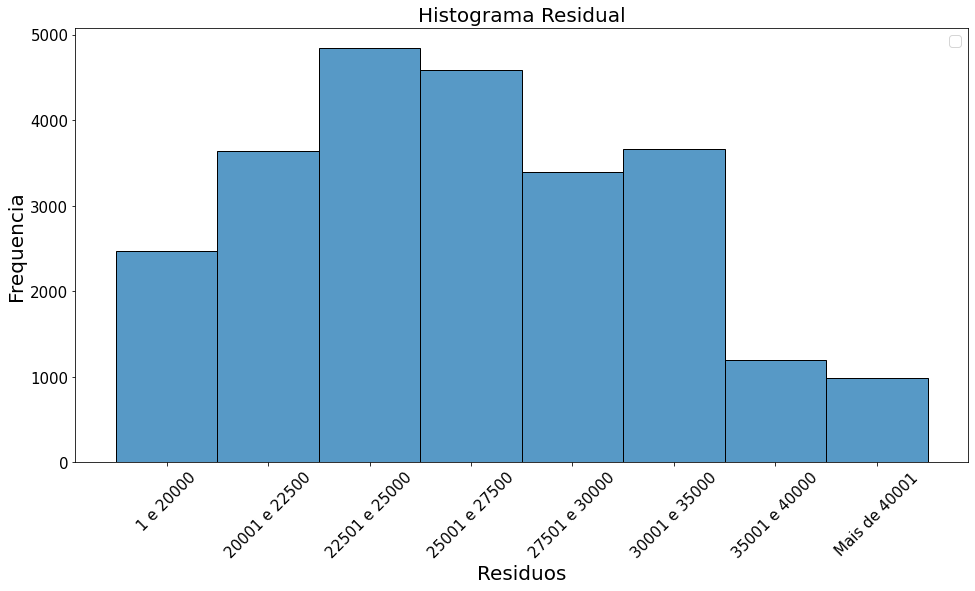 Histograma Residual
Frequencia
5000
4000
3000
2000
1000
0
1 e 20000
20001 e 22500
22501 e 25000
25001 e 27500
27501 e 30000
30001 e 35000
35001 e 40000
Mais de 40001
Residuos